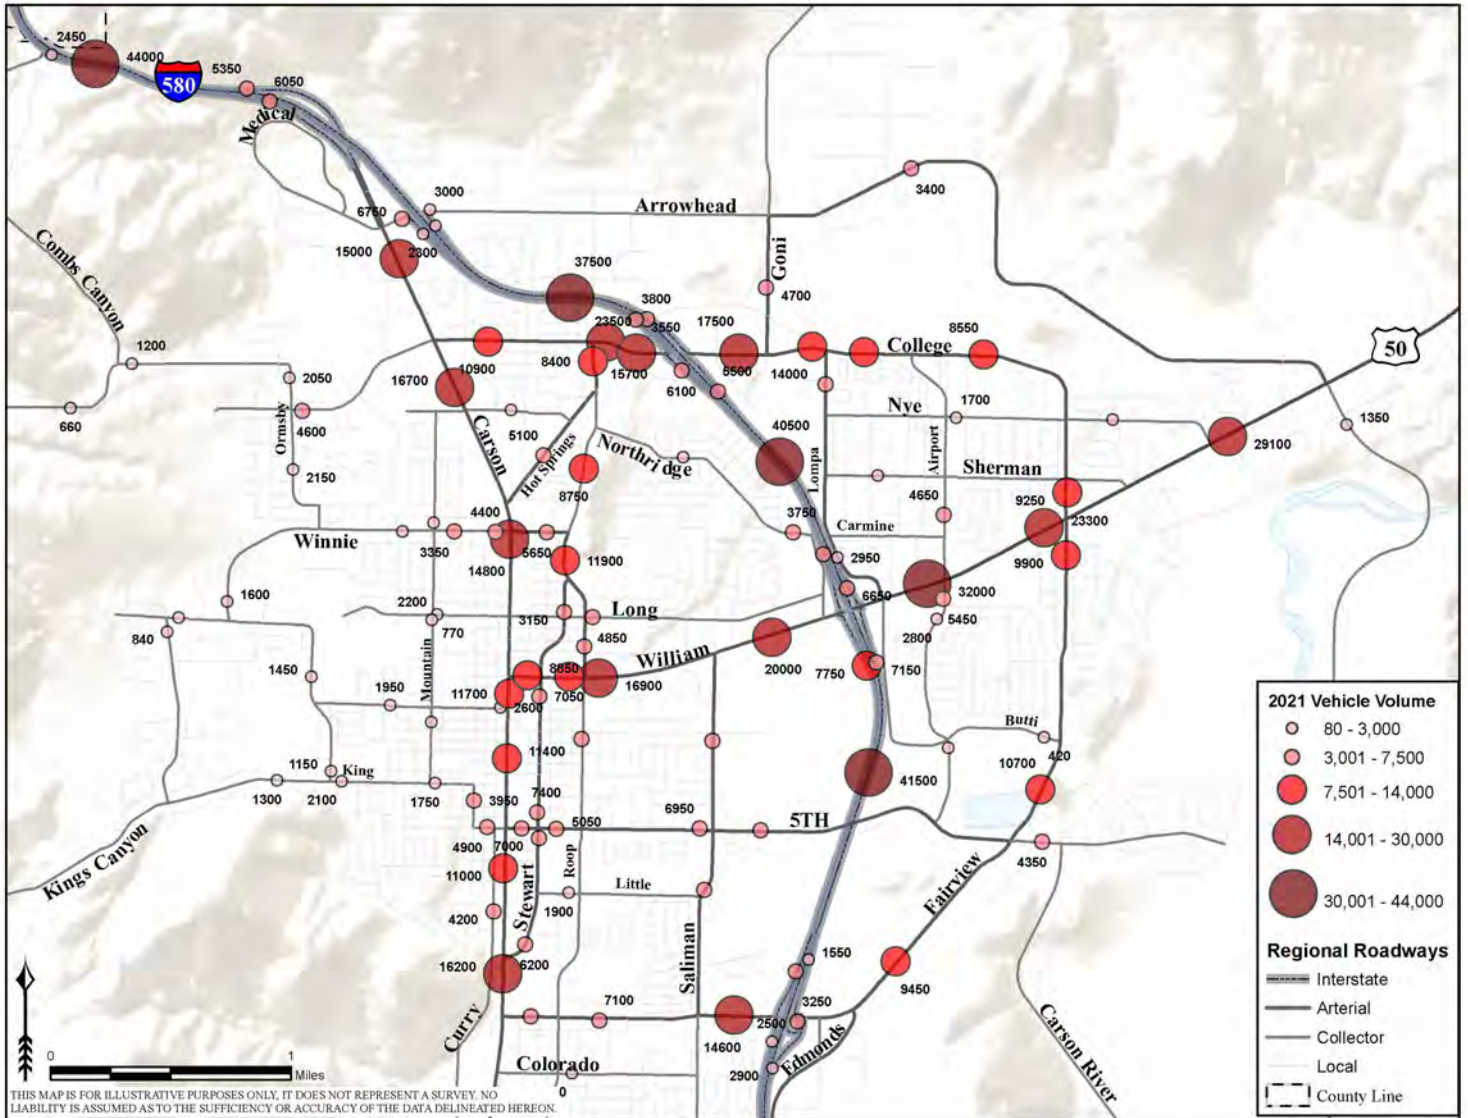 2450
44000
580
5350
6050
Medical
3000
Arrowhead
3400
6750
2300
15000
Combs Canyon
37500
Goni
4700
3800
3550
23500
17500
8550
College
50
1200
10900
8400
15700
6100
5500
14000
2050
16700
660
Ormsby
4600
Carson
5100
Hot Springs
Northridge
40500
Lompa
Nye
1700
Airport
1350
29100
Sherman
2150
8750
4650
9250
23300
4400
3750
Carmine
Winnie
3350
5650
14800
11900
2950
9900
1600
2200
770
3150
Long
6650
32000
5450
2800
840
4850
William
1450
Mountain
8850
7050
16900
20000
7750
7150
1950
11700
2600
Butti
420
11400
10700
1150
King
1300
2100
1750
3950
7400
41500
4900
7000
5050
6950
5TH
4350
Kings Canyon
11000
Stewart
Roop
Little
1900
4200
Fairview
16200
6200
Saliman
1550
9450
7100
3250
2500
14600
Edmonds
2900
Curry
Colorado
0
Carson River
2021 Vehicle Volume
80 - 3,000
3,001 - 7,500
7,501 - 14,000
14,001 - 30,000
30,001 - 44,000
Regional Roadways
Interstate
Arterial
Collector
Local
County Line
0 1
Miles
THIS MAP IS FOR ILLUSTRATIVE PURPOSES ONLY, IT DOES NOT REPRESENT A SURVEY. NO
LIABILITY IS ASSUMED AS TO THE SUFFICIENCY OR ACCURACY OF THE DATA DELINEATED HEREON.